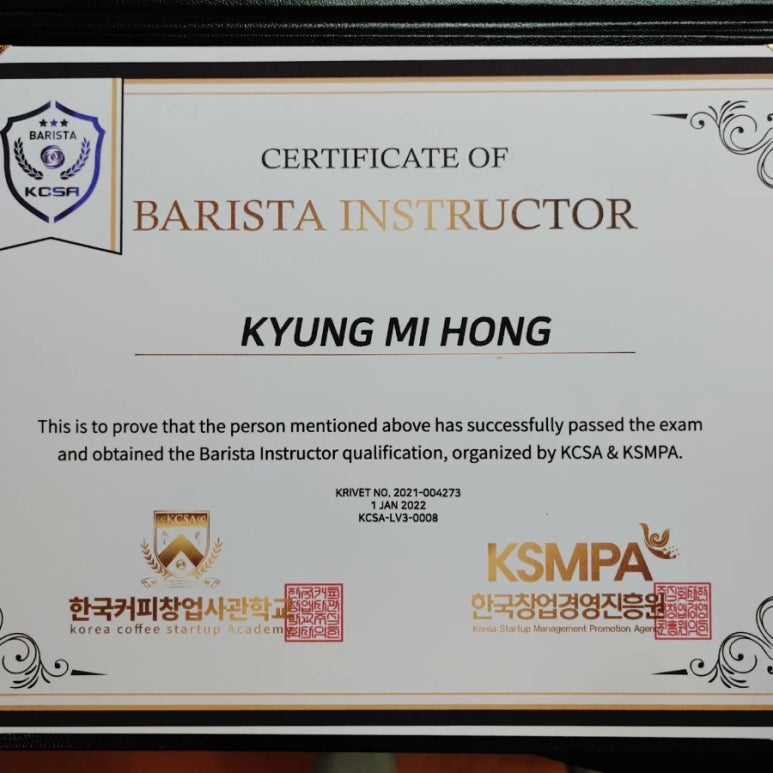 BARISTA
KCSA
CERTIFICATE OF
BARISTA INSTRUCTOR
KYUNG MI HONG
This is to prove that the person mentioned above has successfully passed the exam
and obtained the Barista Instructor qualification, organized by KCSA & KSMPA.
KRIVET NO, 2021-004273
1 JAN 2022
KCSA-LV3-0008
KCSA
한국커피창업사관학교
korea coffee startup Academ
KSMPA
한국창업경영진흥원
Korea Startup Management Promotion Agen